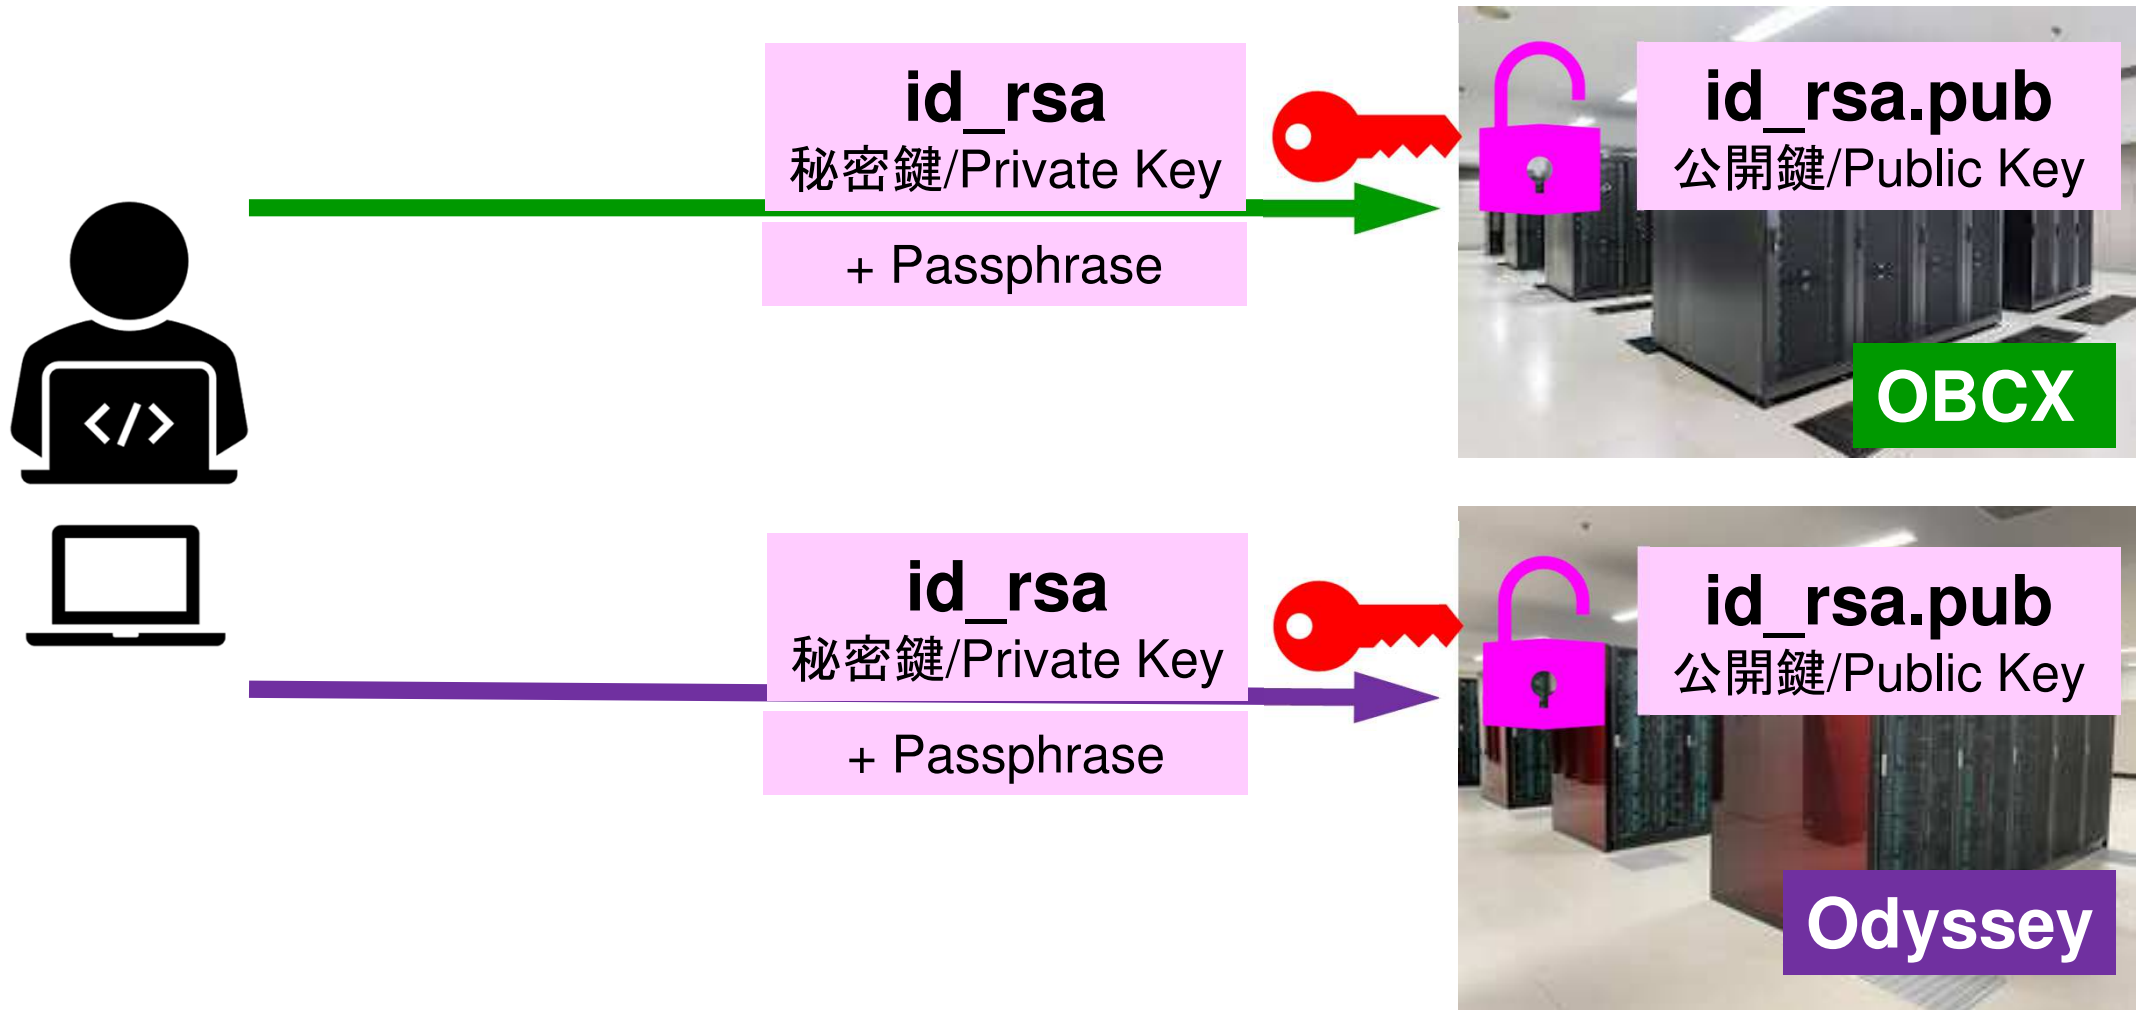 id_rsa
秘密鍵/Private Key
+ Passphrase
id_rsa.pub
公開鍵/Public Key
OBCX
</>
id_rsa
秘密鍵/Private Key
+ Passphrase
id_rsa.pub
公開鍵/Public Key
Odyssey